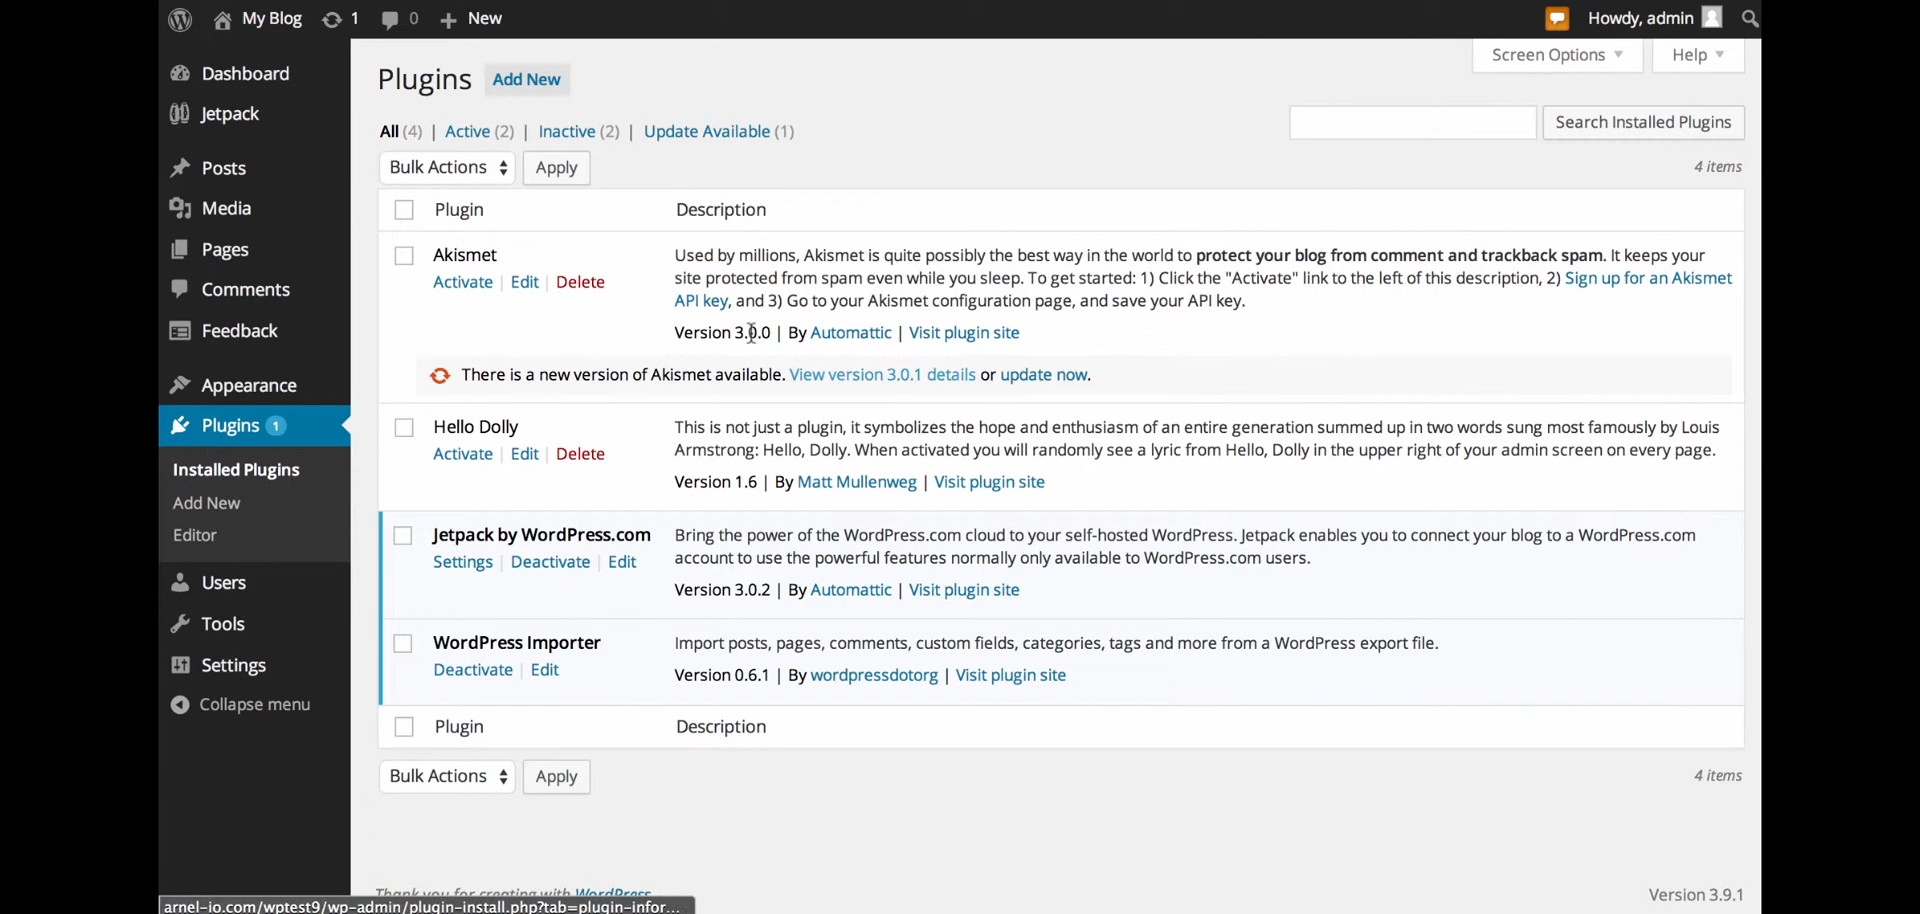 My Blog 1 0 New Howdy, admin
Dashboard
Jetpack
Posts
Media
Pages
Comments
Feedback
Appearance
Plugins 1
Installed Plugins
Add New
Editor
Users
Tools
Settings
Collapse menu
Screen Options Help
Plugins Add New
All (4) | Active (2) | Inactive (2) | Update Available (1)
Search Installed Plugins
Bulk Actions Apply 4 items
Plugin Description
Akismet
Activate | Edit | Delete
Used by millions, Akismet is quite possibly the best way in the world to protect your blog from comment and trackback spam. It keeps your
site protected from spam even while you sleep. To get started: 1) Click the "Activate" link to the left of this description, 2) Sign up for an Akismet
API key, and 3) Go to your Akismet configuration page, and save your API key.
Version 3.0.0 | By Automattic | Visit plugin site
There is a new version of Akismet available. View version 3.0.1 details or update now.
Hello Dolly
Activate | Edit | Delete
This is not just a plugin, it symbolizes the hope and enthusiasm of an entire generation summed up in two words sung most famously by Louis
Armstrong: Hello, Dolly. When activated you will randomly see a lyric from Hello, Dolly in the upper right of your admin screen on every page.
Version 1.6 | By Matt Mullenweg | Visit plugin site
Jetpack by WordPress.com
Settings | Deactivate | Edit
Bring the power of the WordPress.com cloud to your self-hosted WordPress. Jetpack enables you to connect your blog to a WordPress.com
account to use the powerful features normally only available to WordPress.com users.
Version 3.0.2 | By Automattic | Visit plugin site
WordPress Importer
Deactivate | Edit
Import posts, pages, comments, custom fields, categories, tags and more from a WordPress export file.
Version 0.6.1 | By wordpressdotorg | Visit plugin site
Plugin Description
Bulk Actions Apply 4 items
Thank you for creating with WordPress
Version 3.9.1
arnel-io.com/wptest9/wp-admin/plugin-install.php?tab=plugin-infor...